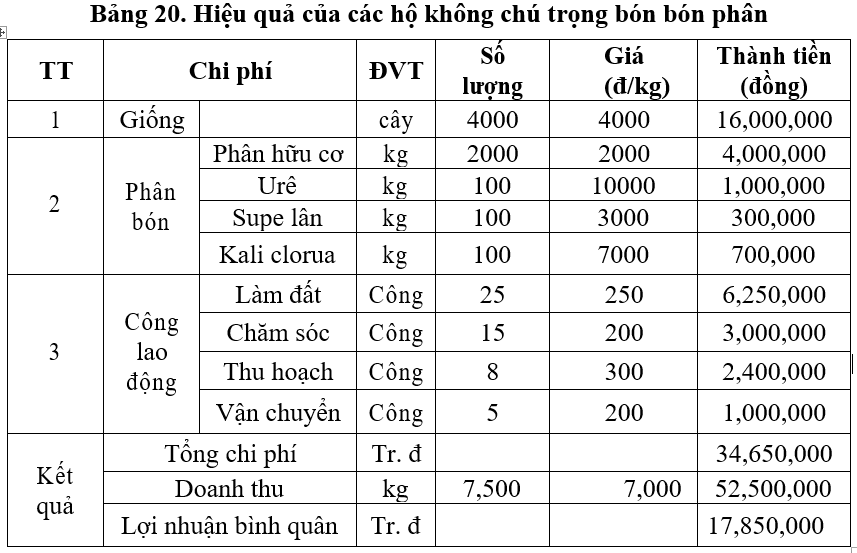 Bảng 20. Hiệu quả của các hộ không chú trọng bón bón phân
TT Chi phí ĐVT Số lượng Giá (đ/kg) Thành tiền (đồng)
1 Giống cây 4000 4000 16,000,000
2 Phân bón Phân hữu cơ kg 2000 2000 4,000,000
Urê kg 100 10000 1,000,000
Supe lân kg 100 3000 300,000
Kali clorua kg 100 7000 700,000
3 Công lao động Làm đất Công 25 250 6,250,000
Chăm sóc Công 15 200 3,000,000
Thu hoạch Công 8 300 2,400,000
Vận chuyển Công 5 200 1,000,000
Kết quả Tổng chi phí Tr. đ 34,650,000
Doanh thu kg 7,500 7,000 52,500,000
Lợi nhuận bình quân Tr. đ 17,850,000